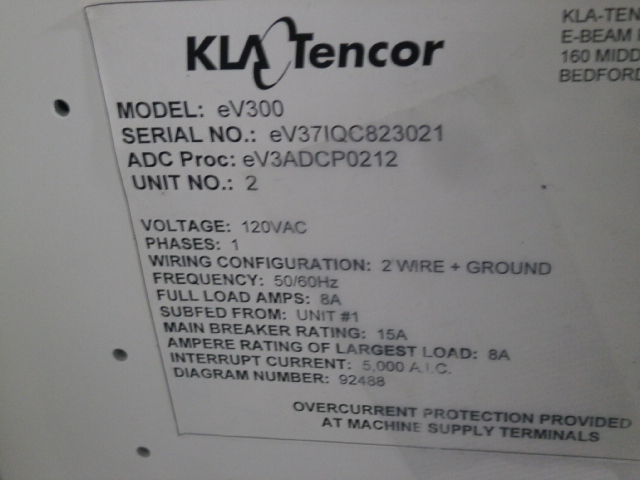 KLA Tencor
KLA-TEN
E-BEAM
160 MIDD
BEDFORD
MODEL: eV300
SERIAL NO.: eV37IQC823021
ADC Proc: eV3ADCP0212
UNIT NO.: 2
VOLTAGE: 120VAC
PHASES: 1
WIRING CONFIGURATION: 2 WIRE + GROUND
FREQUENCY: 50/60Hz
FULL LOAD AMPS: 8A
SUBFED FROM: UNIT #1
MAIN BREAKER RATING: 15A
AMPERE RATING OF LARGEST LOAD: 8A
INTERRUPT CURRENT: 5,000 A.I.C.
DIAGRAM NUMBER: 92488
OVERCURRENT PROTECTION PROVIDED
AT MACHINE SUPPLY TERMINALS